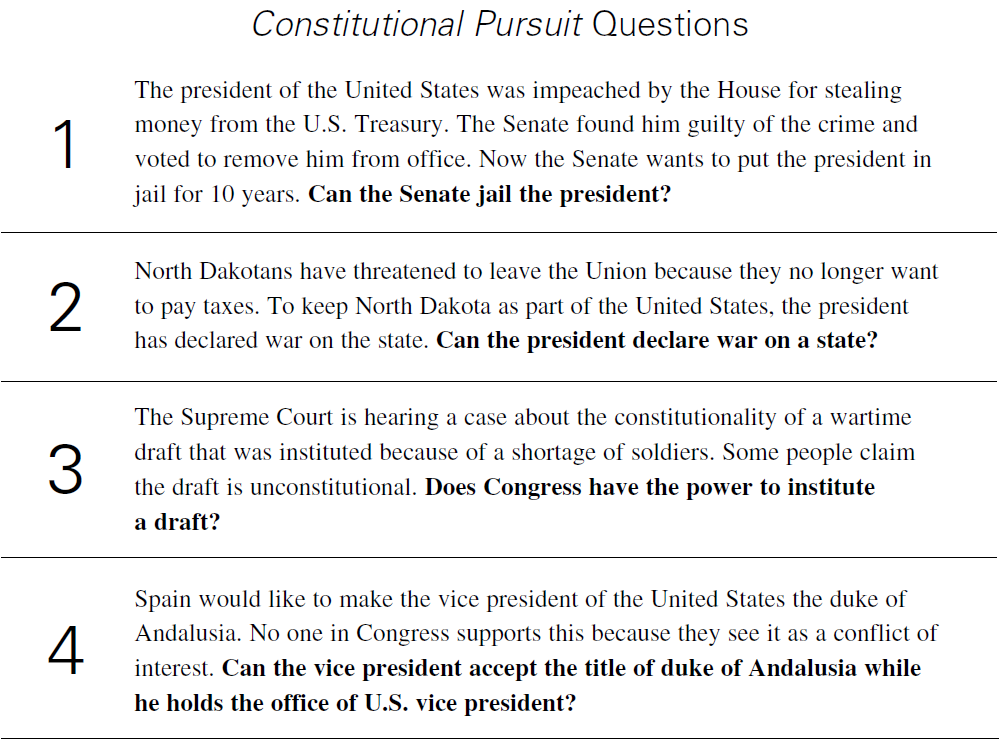 Constitutional Pursuit Questions
1
The president of the United States was impeached by the House for stealing
money from the U.S. Treasury. The Senate found him guilty of the crime and
voted to remove him from office. Now the Senate wants to put the president in
jail for 10 years. Can the Senate jail the president?
2
North Dakotans have threatened to leave the Union because they no longer want
to pay taxes. To keep North Dakota as part of the United States, the president
has declared war on the state. Can the president declare war on a state?
3
The Supreme Court is hearing a case about the constitutionality of a wartime
draft that was instituted because of a shortage of soldiers. Some people claim
the draft is unconstitutional. Does Congress have the power to institute
a draft?
4
Spain would like to make the vice president of the United States the duke of
Andalusia. No one in Congress supports this because they see it as a conflict of
interest. Can the vice president accept the title of duke of Andalusia while
he holds the office of U.S. vice president?